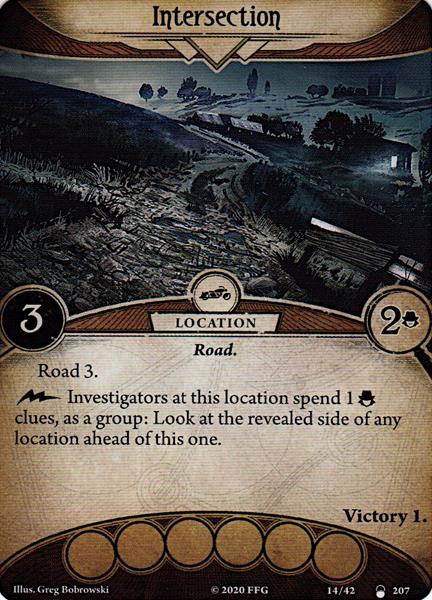 Intersection
3
2
LOCATION
Road.
Road 3.
Investigators at this location spend 1
clues, as a group: Look at the revealed side of any
location ahead of this one.
Victory 1.
Illus. Greg Bobrowski © 2020 FFG 14/42 207